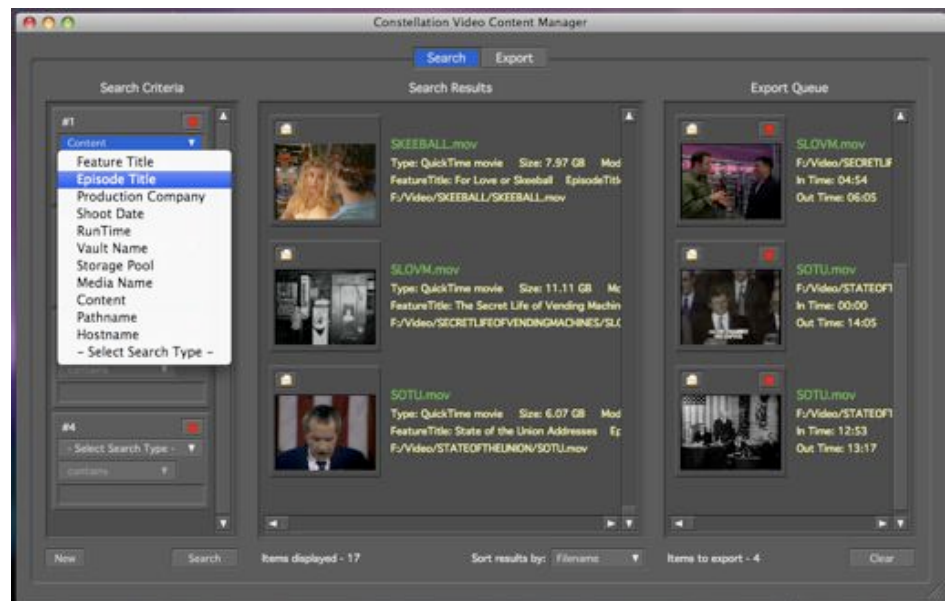 Constellation Video Content Manager
Search Export
Search Criteria
#1
Content
Feature Title
Episode Title
Production Company
Shoot Date
RunTime
Vault Name
Storage Pool
Media Name
Content
Pathname
Hostname
- Select Search Type -
contains
#4
- Select Search Type -
contains
New Search
Search Results
SKEEBALL.mov
Type: QuickTime movie Size: 7.97 GB Mod
FeatureTitle: For Love or Skeeball EpisodeTitl
F:/Video/SKEEBALL/SKEEBALL.mov
SLOVM.mov
Type: QuickTime movie Size: 11.11 GB Mo
FeatureTitle: The Secret Life of Vending Machin
F:/Video/SECRETLIFEOFVENDINGMACHINES/SLO
SOTU.mov
Type: QuickTime movie Size: 6.07 GB Mod
FeatureTitle: State of the Union Addresses Ep
F:/Video/STATEOFTHEUNION/SOTU.mov
Items displayed - 17 Sort results by: Filename
Export Queue
SLOVM.mov
F:/Video/SECRETLIF
In Time: 04:54
Out Time: 06:05
SOTU.mov
F:/Video/STATEOFT
In Time: 00:00
Out Time: 14:05
SOTU.mov
F:/Video/STATEOFT
In Time: 12:53
Out Time: 13:17
Items to export - 4 Clear